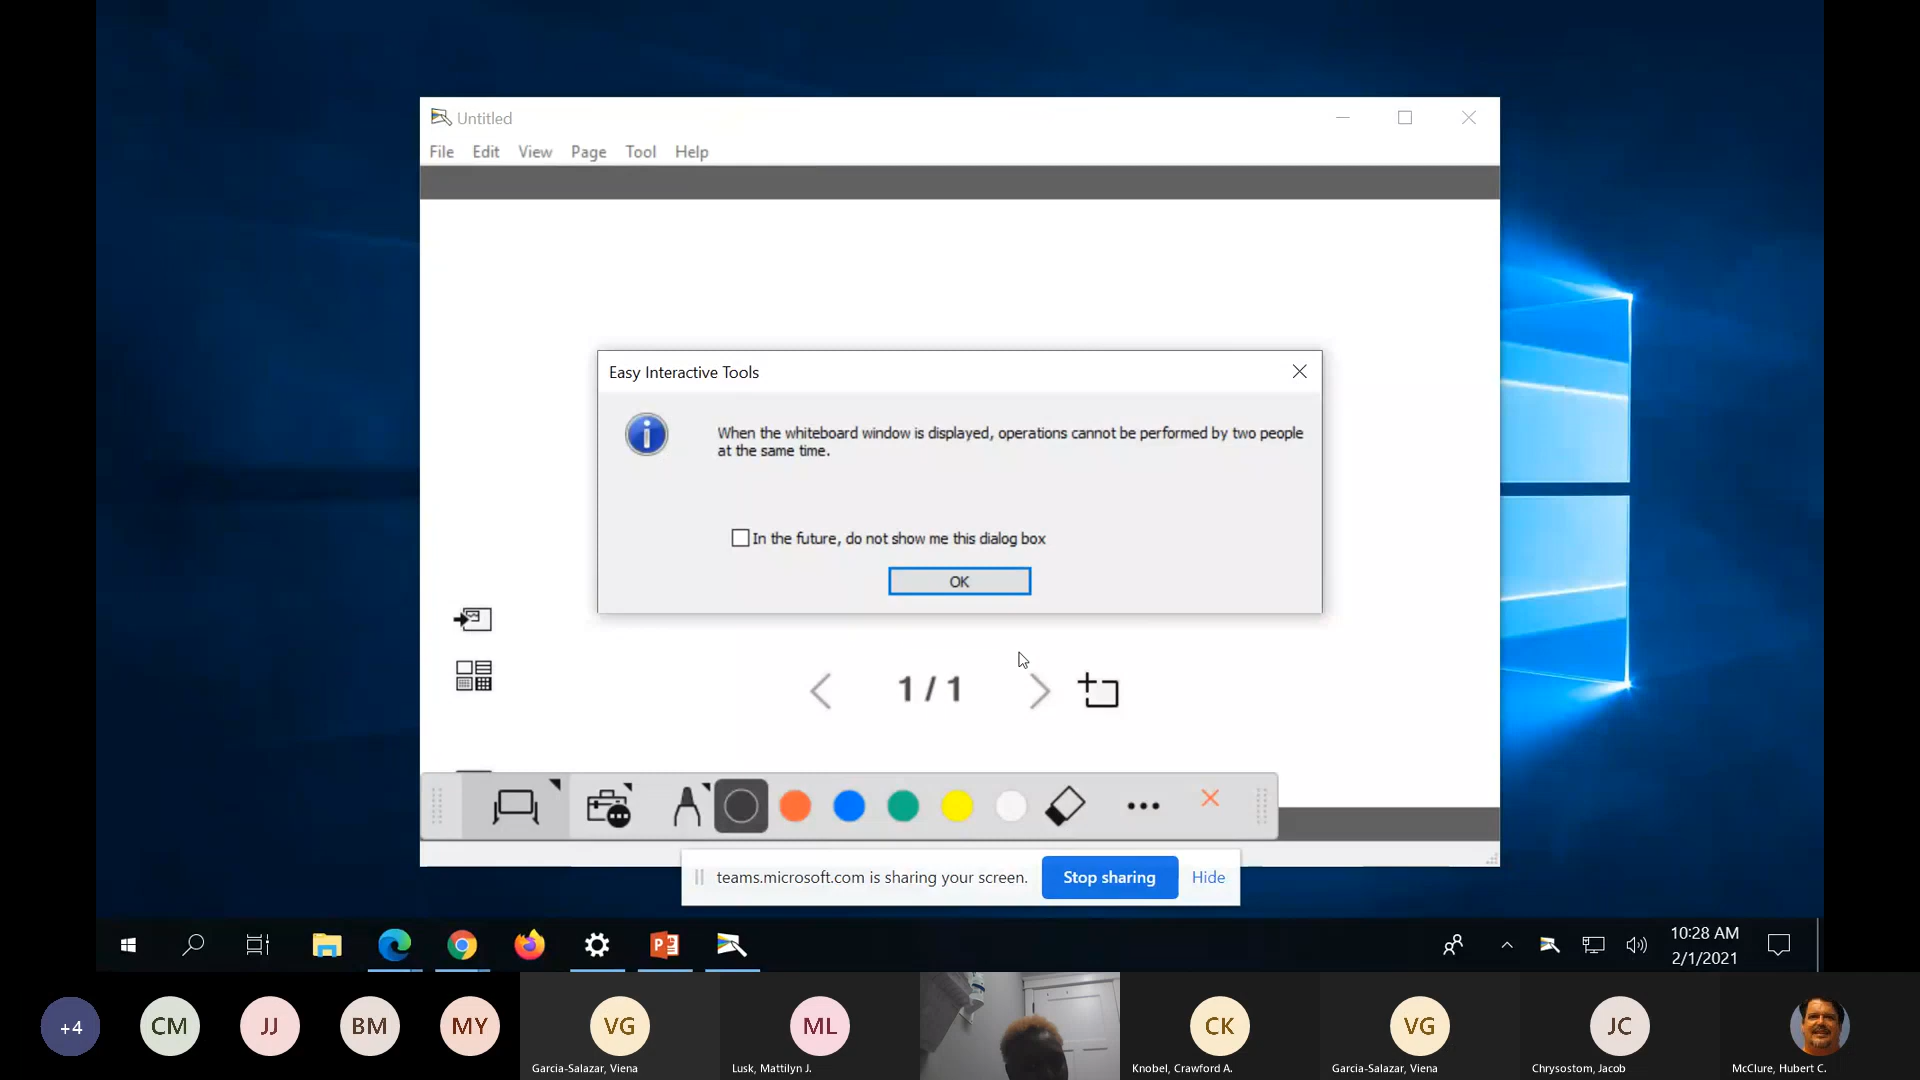 Untitled
File Edit View Page Tool Help
Easy Interactive Tools
When the whiteboard window is displayed, operations cannot be performed by two people
at the same time.
In the future, do not show me this dialog box
OK
1 / 1
teams.microsoft.com is sharing your screen.
Stop sharing
Hide
10:28 AM
2/1/2021
+4
CM
JJ
BM
MY
VG
Garcia-Salazar, Viena
ML
Lusk, Mattilyn J.
CK
Knobel, Crawford A.
VG
Garcia-Salazar, Viena
JC
Chrysostom, Jacob
McClure, Hubert C.